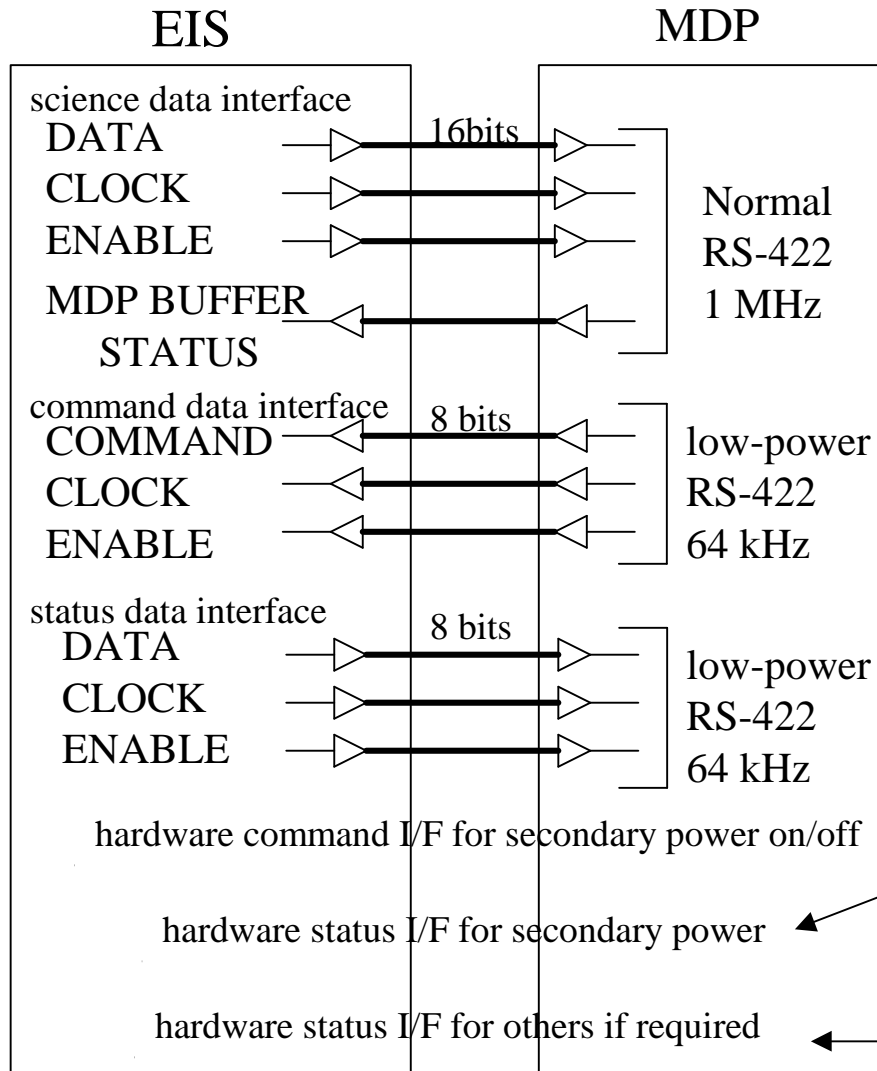 EIS
MDP
science data interface
DATA
16bits
CLOCK
ENABLE
MDP BUFFER
STATUS
Normal
RS-422
1 MHz
command data interface
COMMAND
8 bits
CLOCK
ENABLE
low-power
RS-422
64 kHz
status data interface
DATA
8 bits
CLOCK
ENABLE
low-power
RS-422
64 kHz
hardware command I/F for secondary power on/off
hardware status I/F for secondary power
hardware status I/F for others if required